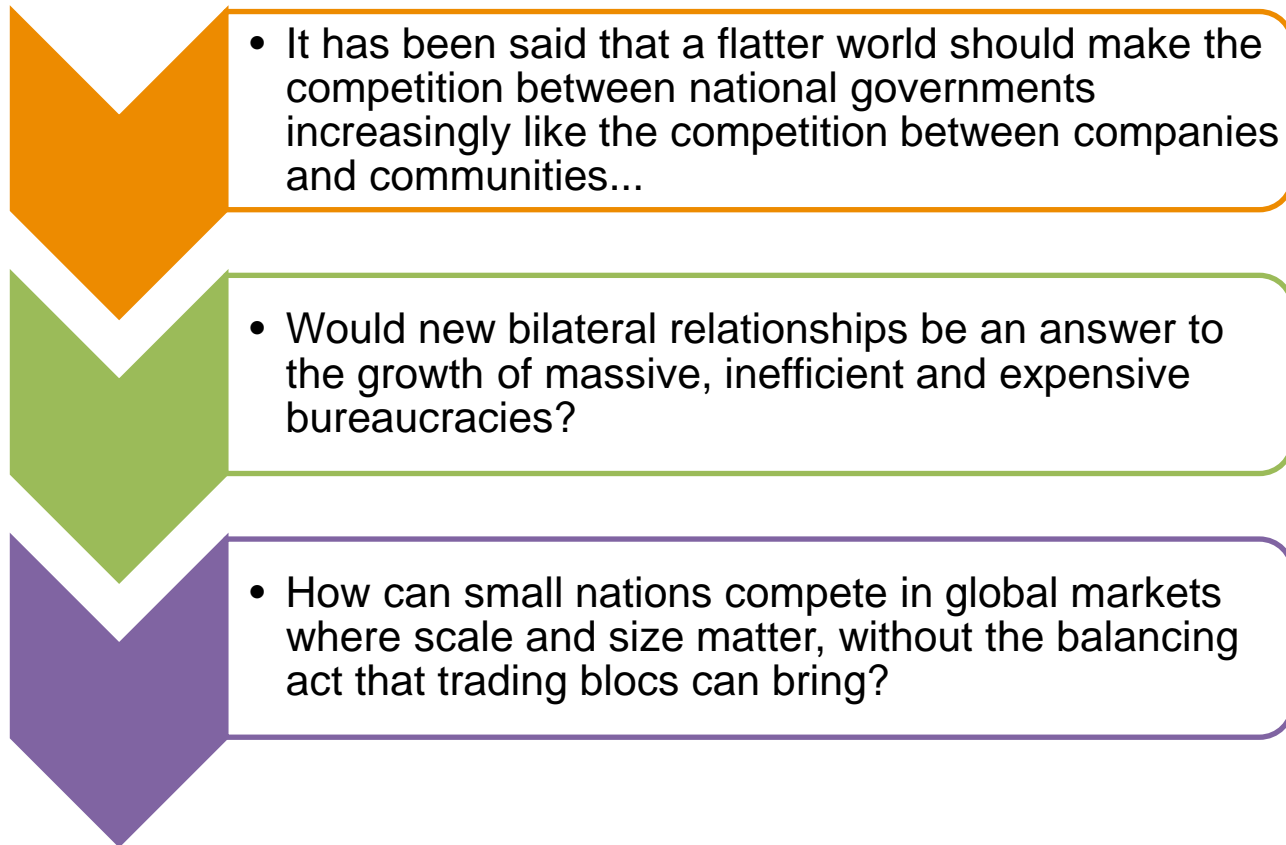 • It has been said that a flatter world should make the
competition between national governments
increasingly like the competition between companies
and communities...
• Would new bilateral relationships be an answer to
the growth of massive, inefficient and expensive
bureaucracies?
• How can small nations compete in global markets
where scale and size matter, without the balancing
act that trading blocs can bring?